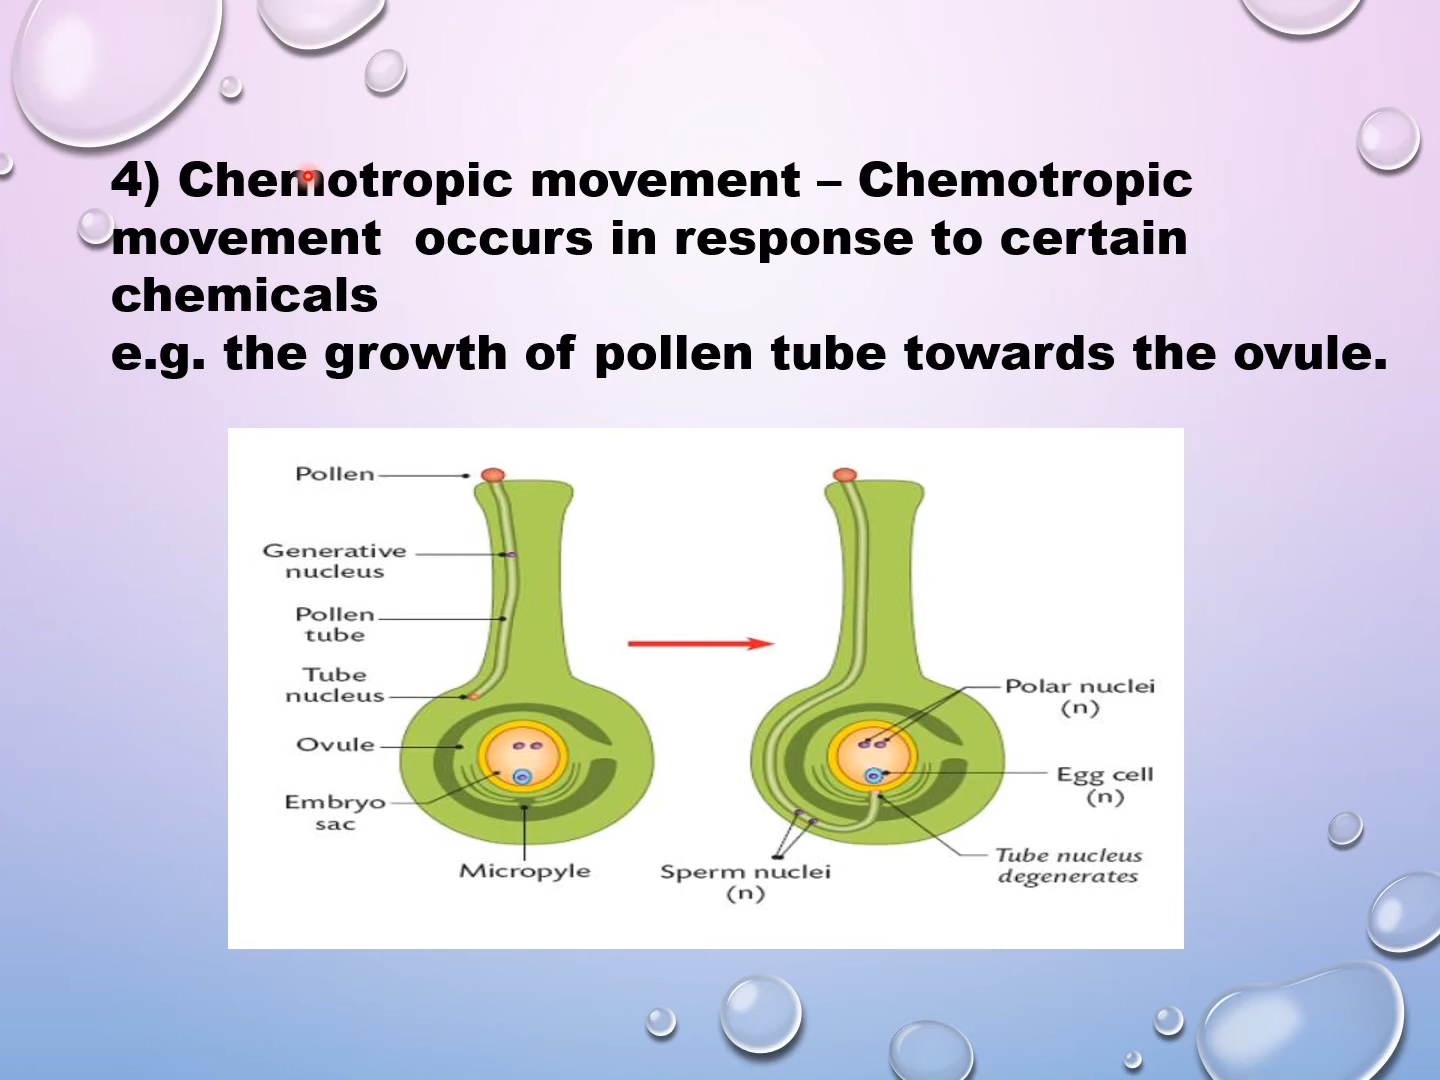 4) Chemotropic movement – Chemotropic
movement  occurs in response to certain
chemicals
e.g. the growth of pollen tube towards the ovule.
Pollen
Generative
nucleus
Pollen
tube
Tube
nucleus
Ovule
Embryo
sac
Micropyle
Polar nuclei
(n)
Egg cell
(n)
Tube nucleus
degenerates
Sperm nuclei
(n)